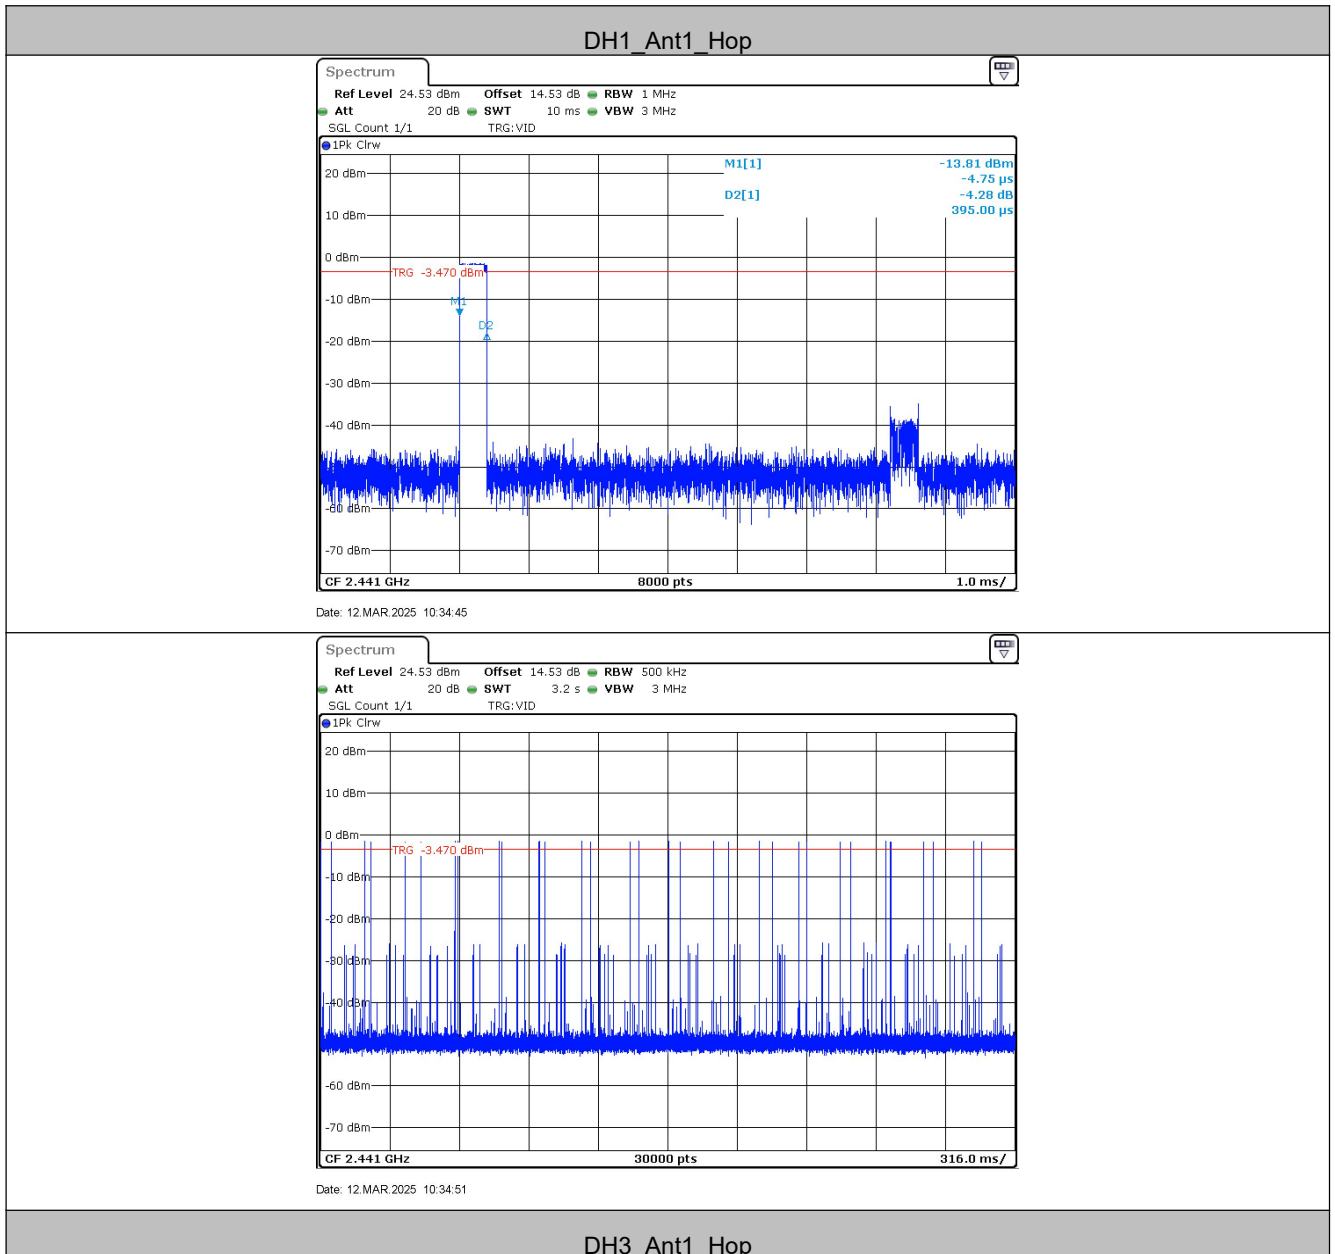 DH1_Ant1_Hop
Spectrum
Ref Level 24.53 dBm Offset 14.53 dB RBW 1 MHz
Att 20 dB SWT 10 ms VBW 3 MHz
SGL Count 1/1 TRG:VID
1Pk Clrw
M1[1] -13.81 dBm
-4.75 µs
D2[1] -4.28 dB
395.00 µs
20 dBm
10 dBm
0 dBm
TRG -3.470 dBm
-10 dBm
M1
D2
-20 dBm
-30 dBm
-40 dBm
-60 dBm
-70 dBm
CF 2.441 GHz 8000 pts 1.0 ms/
Date: 12.MAR.2025 10:34:45
Spectrum
Ref Level 24.53 dBm Offset 14.53 dB RBW 500 kHz
Att 20 dB SWT 3.2 s VBW 3 MHz
SGL Count 1/1 TRG:VID
1Pk Clrw
20 dBm
10 dBm
0 dBm
TRG -3.470 dBm
-10 dBm
-20 dBm
-30 dBm
-40 dBm
-60 dBm
-70 dBm
CF 2.441 GHz 30000 pts 316.0 ms/
Date: 12.MAR.2025 10:34:51
DH3_Ant1_Hop